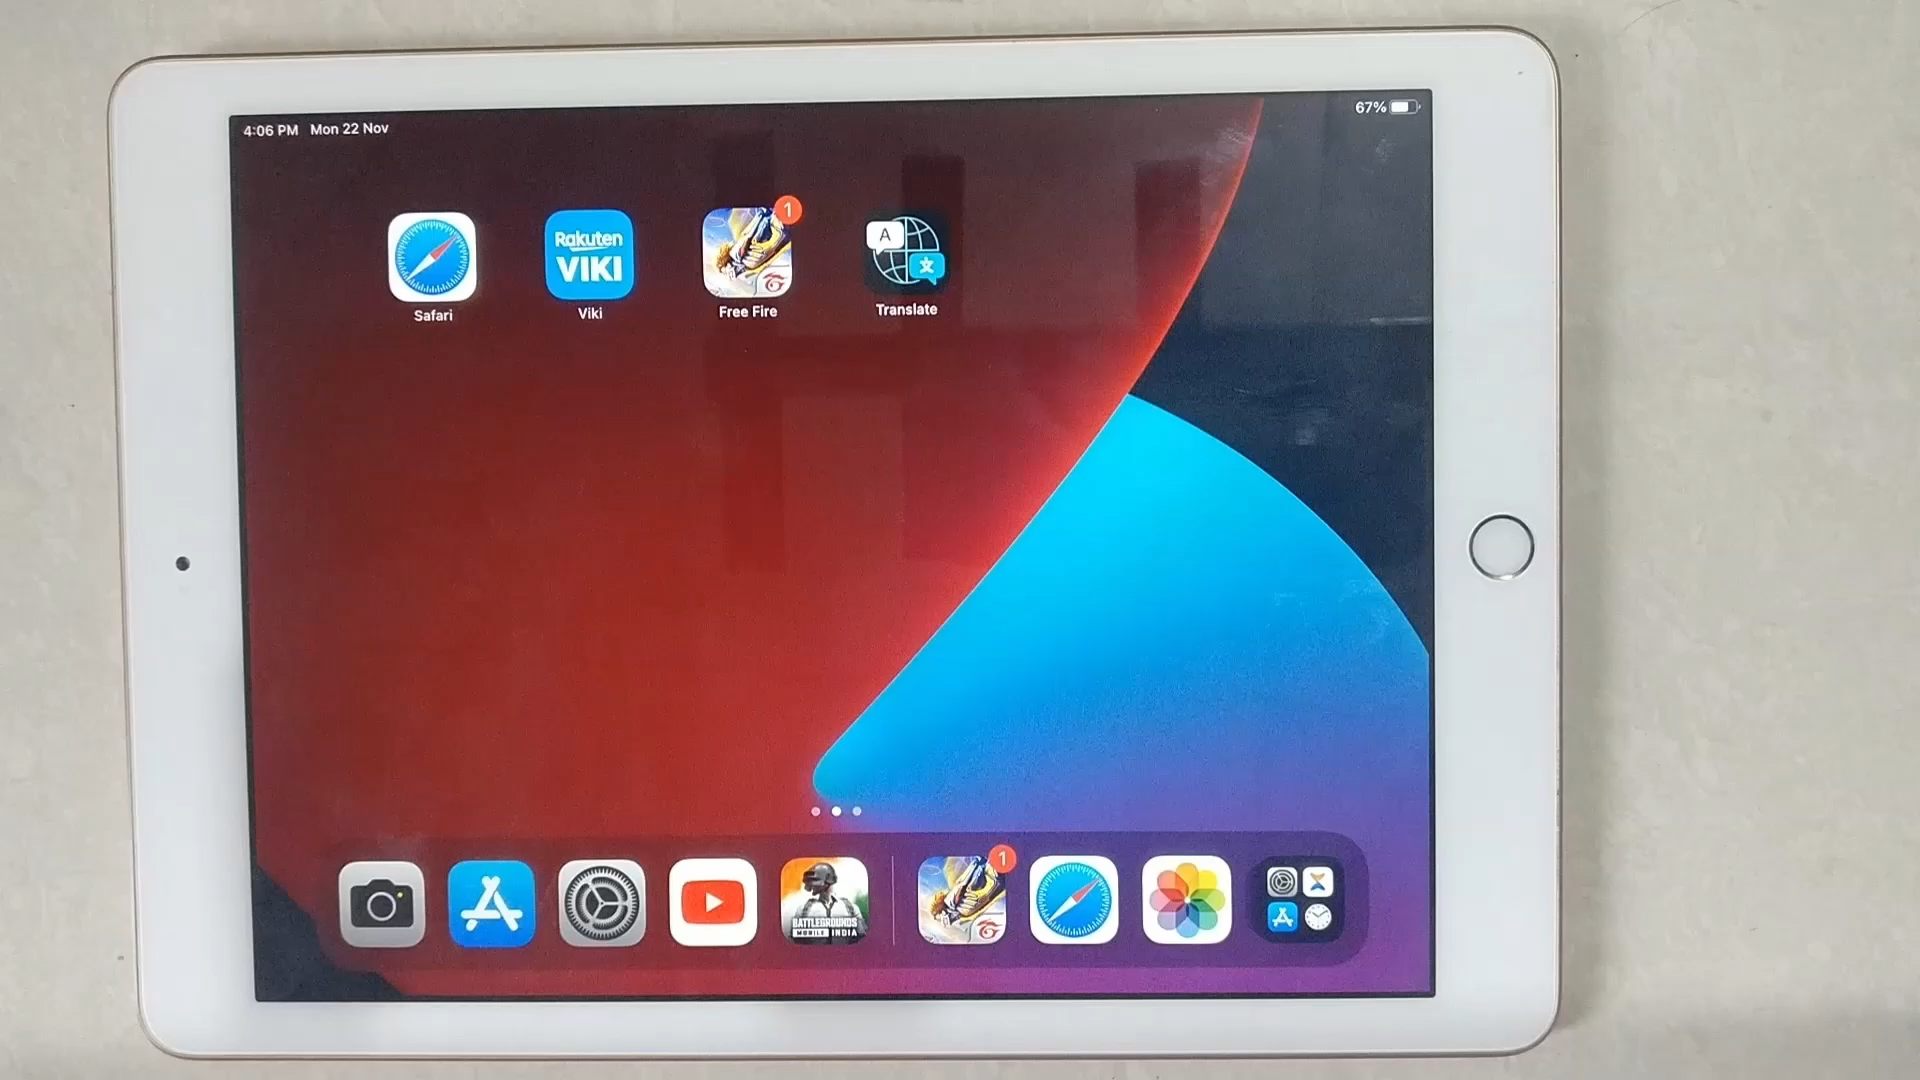 4:06 PM Mon 22 Nov
67%
1
A
文
Rakuten
VIKI
Safari
Viki
Free Fire
Translate
1
BATTLEGROUNDS
MOBILE INDIA